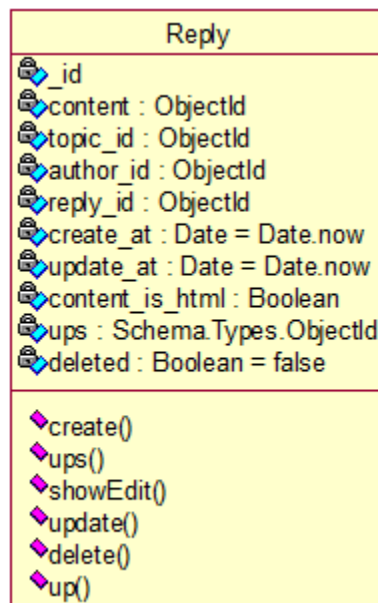 Reply
_id
content : ObjectId
topic_id : ObjectId
author_id : ObjectId
reply_id : ObjectId
create_at : Date = Date.now
update_at : Date = Date.now
content_is_html : Boolean
ups : Schema.Types.ObjectId
deleted : Boolean = false
create()
ups()
showEdit()
update()
delete()
up()